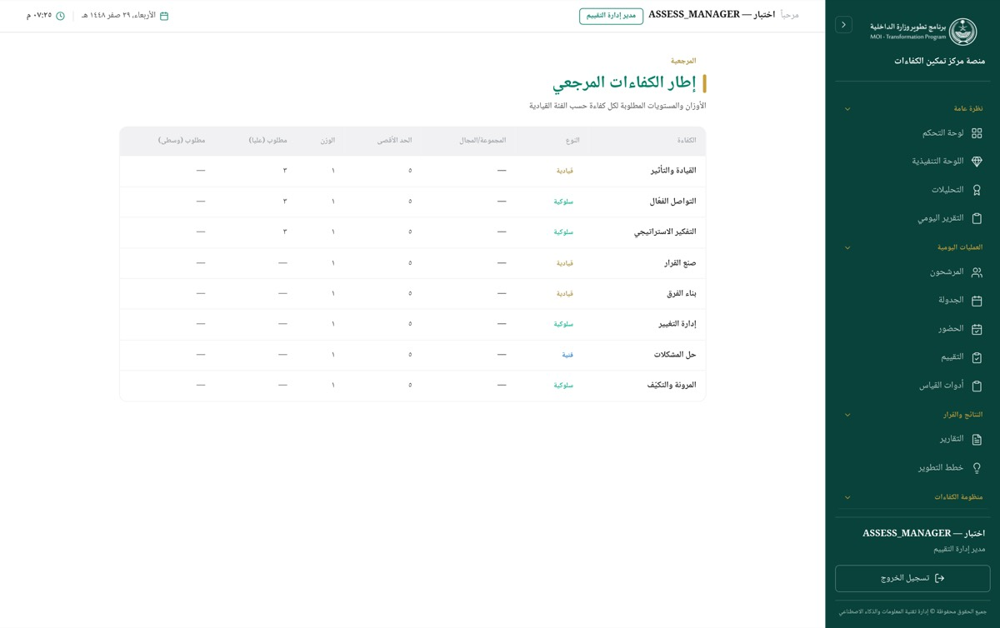 برنامج تطوير وزارة الداخلية
MOI - Transformation Program
منصة مركز تمكين الكفاءات
نظرة عامة
لوحة التحكم
اللوحة التنفيذية
التحليلات
التقرير اليومي
العمليات اليومية
المرشحون
الجدولة
الحضور
التقييم
أدوات القياس
النتائج والقرار
التقارير
خطط التطوير
منظومة الكفاءات
اختبار — ASSESS_MANAGER
مدير إدارة التقييم
تسجيل الخروج
جميع الحقوق محفوظة © إدارة تقنية المعلومات والذكاء الاصطناعي
مرحباً اختبار — ASSESS_MANAGER مدير إدارة التقييم
الأربعاء، ٢٩ صفر ١٤٤٨ هـ ٠٧:٢٥ م
المرجعية
إطار الكفاءات المرجعي
الأوزان والمستويات المطلوبة لكل كفاءة حسب الفئة القيادية
الكفاءة النوع المجموعة/المجال الحد الأقصى الوزن مطلوب (عليا) مطلوب (وسطى)
القيادة والتأثير قيادية — ٥ ١ ٣ —
التواصل الفعّال سلوكية — ٥ ١ ٣ —
التفكير الاستراتيجي سلوكية — ٥ ١ ٣ —
صنع القرار قيادية — ٥ ١ — —
بناء الفرق قيادية — ٥ ١ — —
إدارة التغيير سلوكية — ٥ ١ — —
حل المشكلات فنية — ٥ ١ — —
المرونة والتكيّف سلوكية — ٥ ١ — —